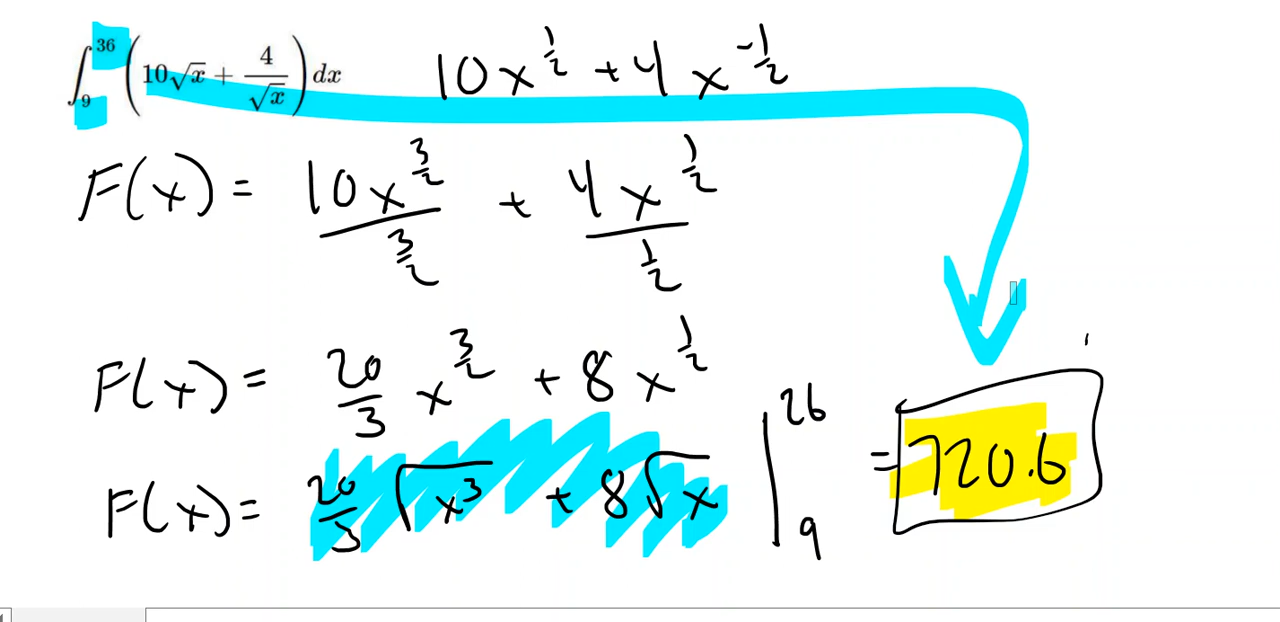 ∫₉³⁶ (10√x + 4/√x) dx 10x^(1/2) + 4x^(-1/2)
F(x) = 10x^(3/2)/(3/2) + 4x^(1/2)/(1/2)
F(x) = 20/3 x^(3/2) + 8x^(1/2)
F(x) = 20/3 √x³ + 8√x |₉²⁶ = 720.6